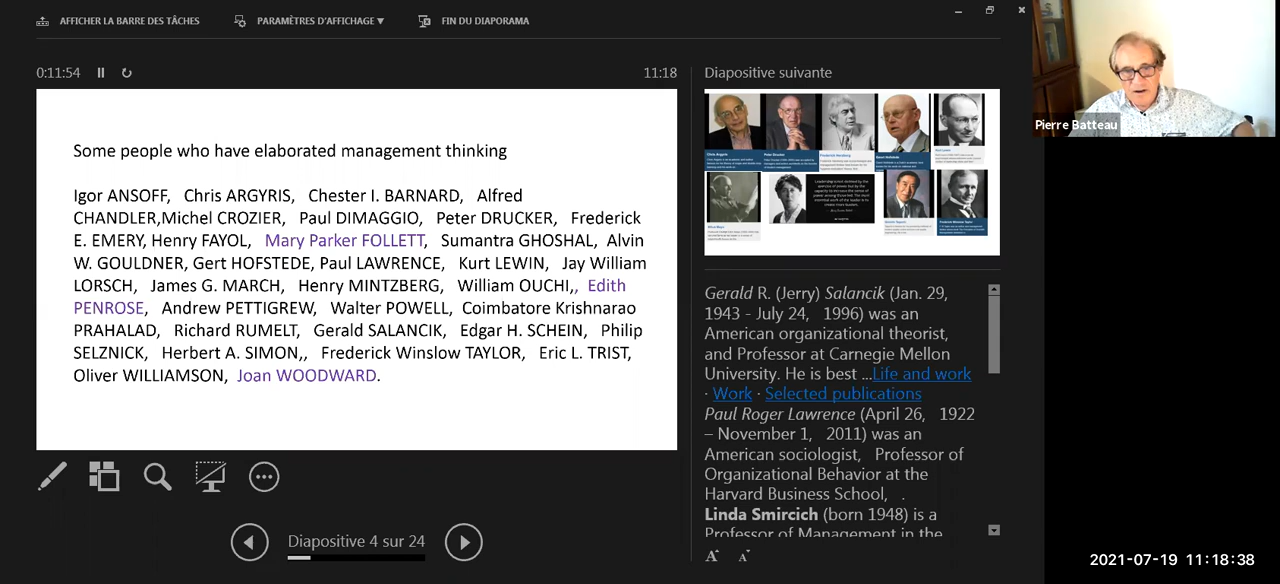 AFFICHER LA BARRE DES TÂCHES
PARAMÈTRES D'AFFICHAGE ▼
FIN DU DIAPORAMA
0:11:54
11:18
Diapositive suivante
Some people who have elaborated management thinking
Igor ANSOFF, Chris ARGYRIS, Chester I. BARNARD, Alfred
CHANDLER,Michel CROZIER, Paul DIMAGGIO, Peter DRUCKER, Frederick
E. EMERY, Henry FAYOL, Mary Parker FOLLETT, Sumantra GHOSHAL, Alvin
W. GOULDNER, Gert HOFSTEDE, Paul LAWRENCE, Kurt LEWIN, Jay William
LORSCH, James G. MARCH, Henry MINTZBERG, William OUCHI,, Edith
PENROSE, Andrew PETTIGREW, Walter POWELL, Coimbatore Krishnarao
PRAHALAD, Richard RUMELT, Gerald SALANCIK, Edgar H. SCHEIN, Philip
SELZNICK, Herbert A. SIMON,, Frederick Winslow TAYLOR, Eric L. TRIST,
Oliver WILLIAMSON, Joan WOODWARD.
Diapositive 4 sur 24
Gerald R. (Jerry) Salancik (Jan. 29,
1943 - July 24, 1996) was an
American organizational theorist,
and Professor at Carnegie Mellon
University. He is best ...Life and work
· Work · Selected publications
Paul Roger Lawrence (April 26, 1922
– November 1, 2011) was an
American sociologist, Professor of
Organizational Behavior at the
Harvard Business School, .
Linda Smircich (born 1948) is a
Professor of Management in the
Pierre Batteau
2021-07-19 11:18:38